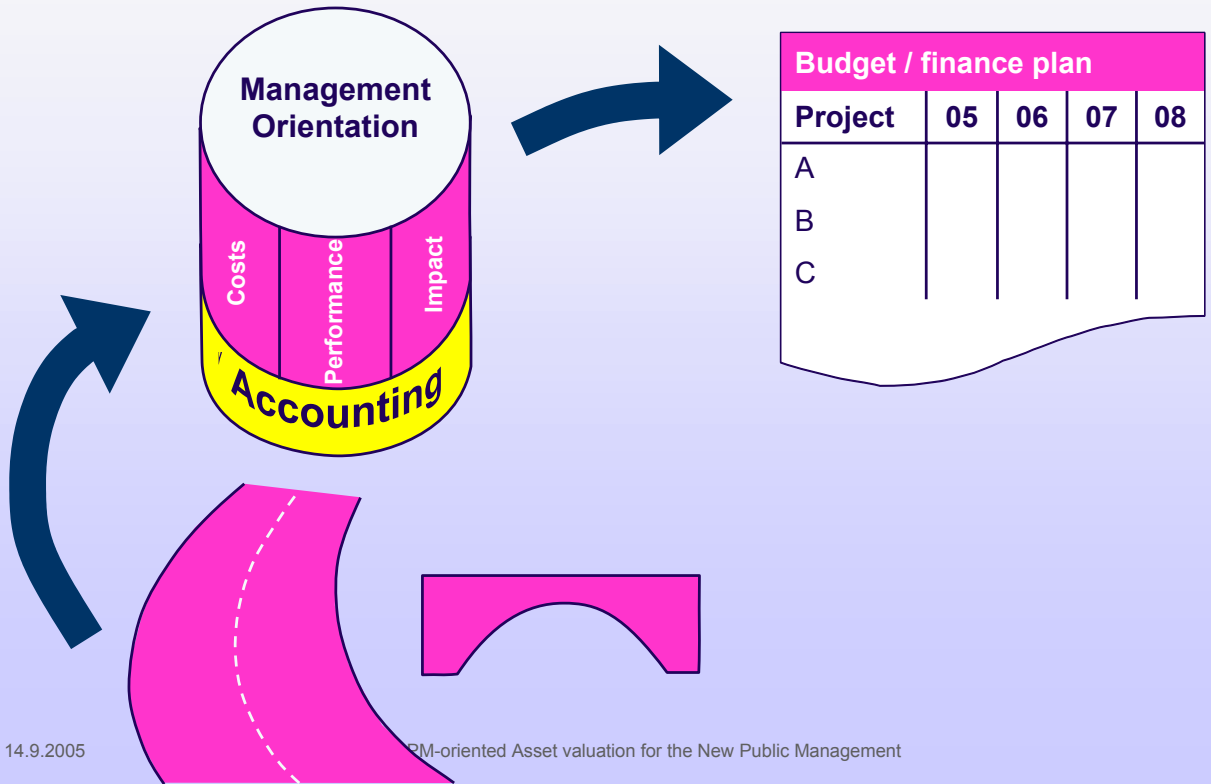 Management
Orientation
Costs
Performance
Impact
Accounting
Budget / finance plan
Project 05 06 07 08
A
B
C
14.9.2005
PM-oriented Asset valuation for the New Public Management